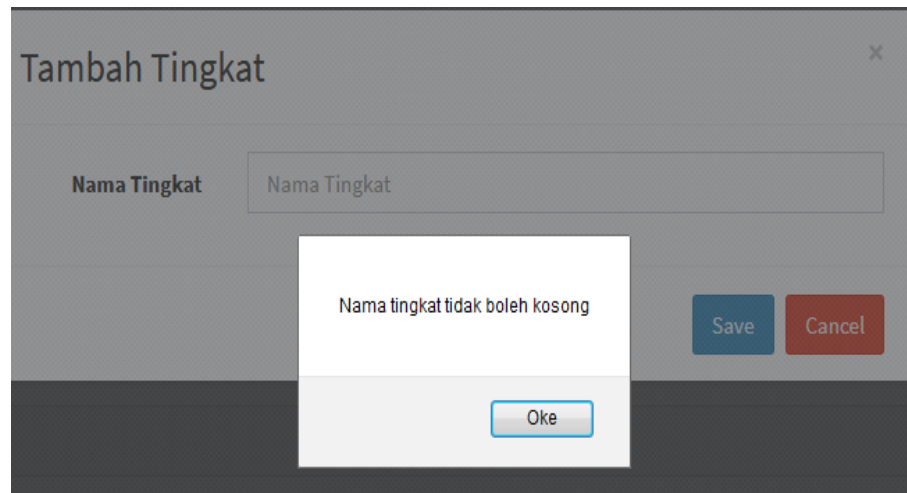 Tambah Tingkat
×
Nama Tingkat
Nama Tingkat
Nama tingkat tidak boleh kosong
Save
Cancel
Oke